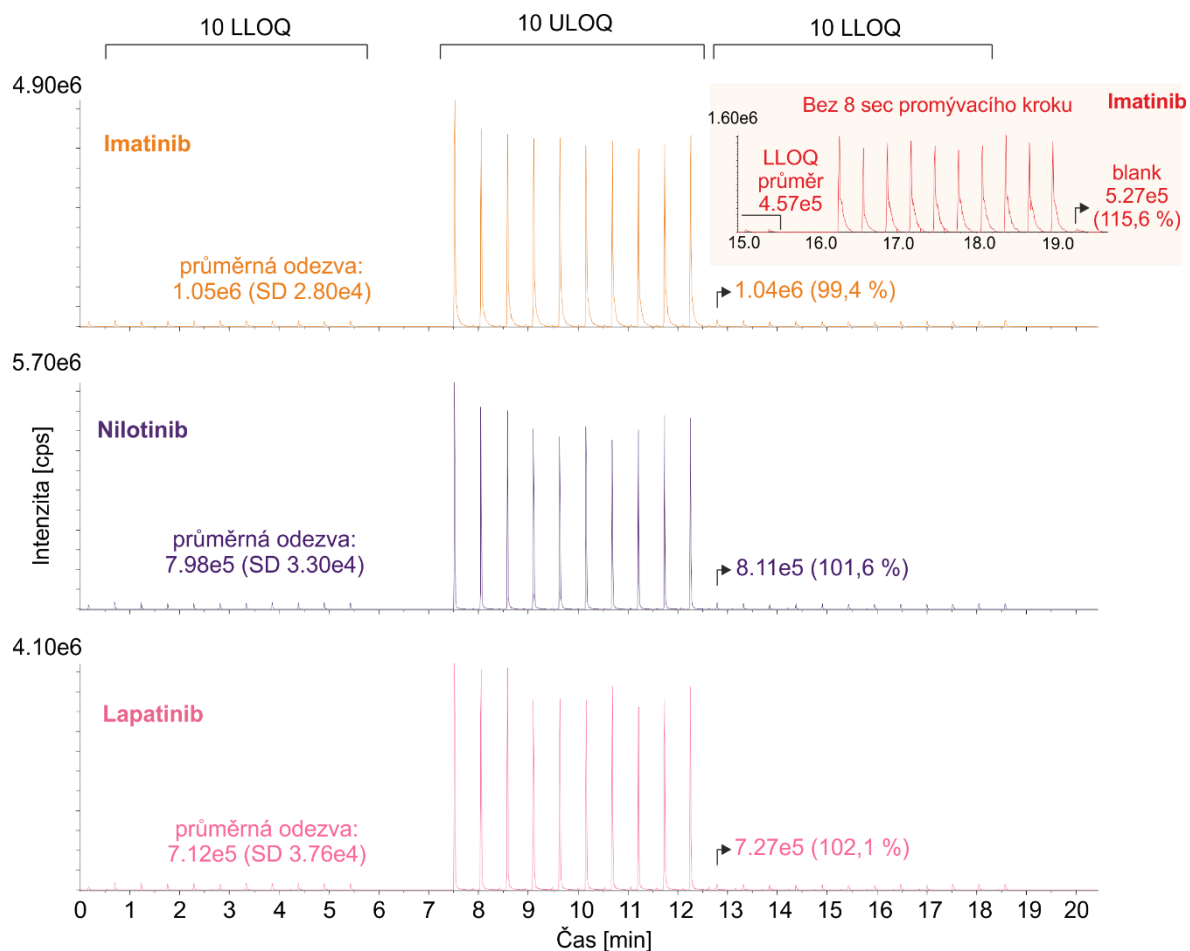 10 LLOQ
10 ULOQ
10 LLOQ
4.90e6
Imatinib
průměrná odezva:
1.05e6 (SD 2.80e4)
1.04e6 (99,4 %)
Bez 8 sec promývacího kroku
Imatinib
1.60e6
LLOQ
průměr
4.57e5
blank
5.27e5
(115,6 %)
15.0 16.0 17.0 18.0 19.0
5.70e6
Nilotinib
průměrná odezva:
7.98e5 (SD 3.30e4)
8.11e5 (101,6 %)
Intenzita [cps]
4.10e6
Lapatinib
průměrná odezva:
7.12e5 (SD 3.76e4)
7.27e5 (102,1 %)
0 1 2 3 4 5 6 7 8 9 10 11 12 13 14 15 16 17 18 19 20
Čas [min]